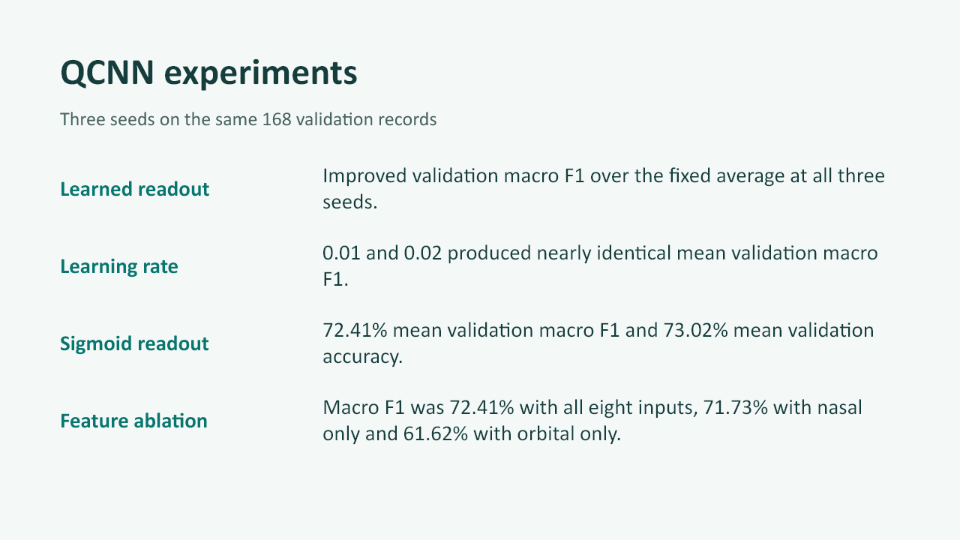 QCNN experiments
Three seeds on the same 168 validation records
Learned readout
Improved validation macro F1 over the fixed average at all three
seeds.
Learning rate
0.01 and 0.02 produced nearly identical mean validation macro
F1.
Sigmoid readout
72.41% mean validation macro F1 and 73.02% mean validation
accuracy.
Feature ablation
Macro F1 was 72.41% with all eight inputs, 71.73% with nasal
only and 61.62% with orbital only.